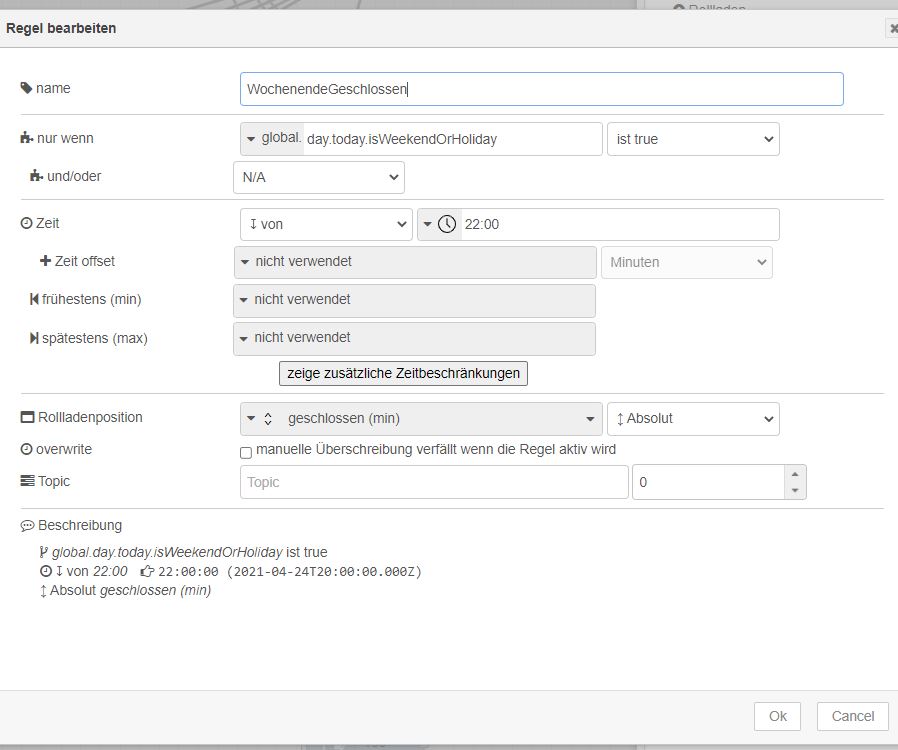 Rollladen
Regel bearbeiten
name WochenendeGeschlossen
nur wenn global. day.today.isWeekendOrHoliday ist true
und/oder N/A
Zeit ↧ von 22:00
Zeit offset nicht verwendet Minuten
frühestens (min) nicht verwendet
spätestens (max) nicht verwendet
zeige zusätzliche Zeitbeschränkungen
Rollladenposition geschlossen (min) ↕ Absolut
overwrite manuelle Überschreibung verfällt wenn die Regel aktiv wird
Topic Topic 0
Beschreibung
global.day.today.isWeekendOrHoliday ist true
↧ von 22:00 22:00:00 (2021-04-24T20:00:00.000Z)
↕ Absolut geschlossen (min)
Ok Cancel